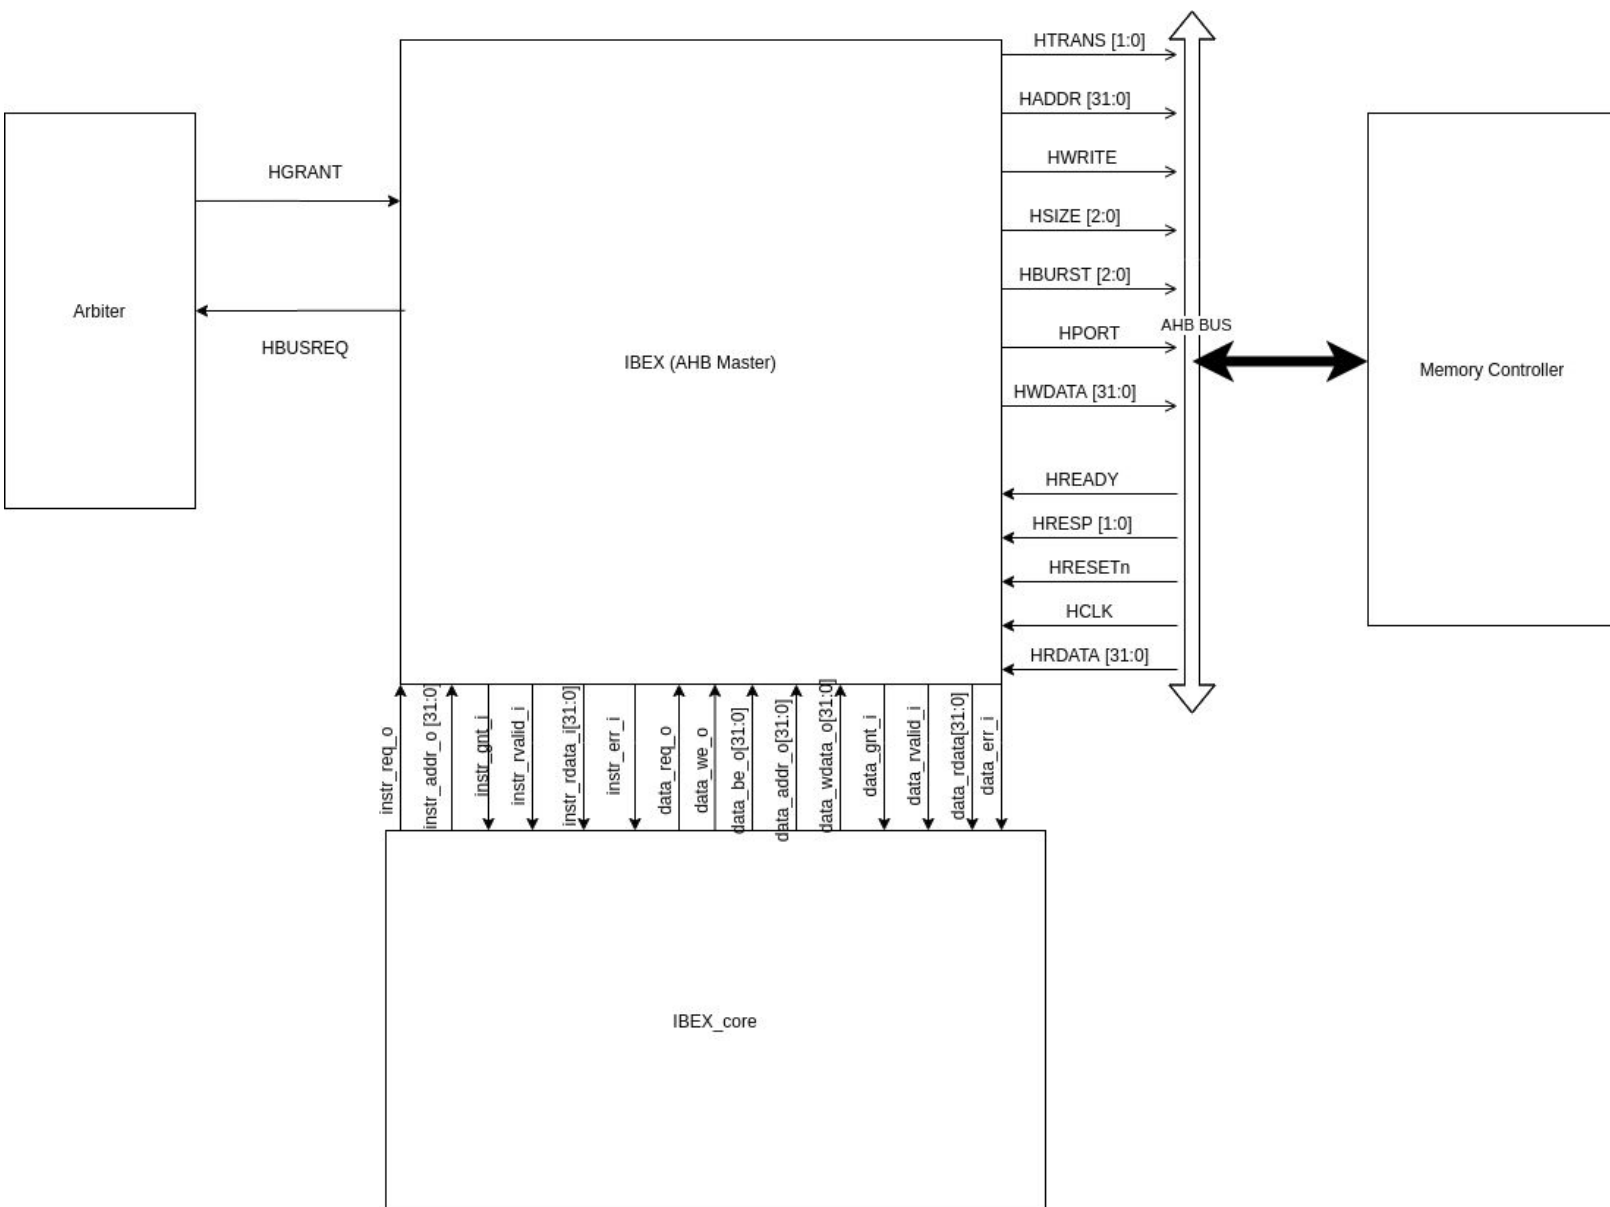 HTRANS [1:0]
HADDR [31:0]
HGRANT
HWRITE
HSIZE [2:0]
HBURST [2:0]
Arbiter
AHB BUS
HPORT
HBUSREQ
IBEX (AHB Master)
Memory Controller
HWDATA [31:0]
HREADY
HRESP [1:0]
HRESETn
HCLK
HRDATA [31:0]
instr_req_o
instr_addr_o [31:0]
instr_gnt_i
instr_rvalid_i
instr_rdata_i[31:0]
instr_err_i
data_req_o
data_we_o
data_be_o[31:0]
data_addr_o[31:0]
data_wdata_o[31:0]
data_gnt_i
data_rvalid_i
data_rdata[31:0]
data_err_i
IBEX_core